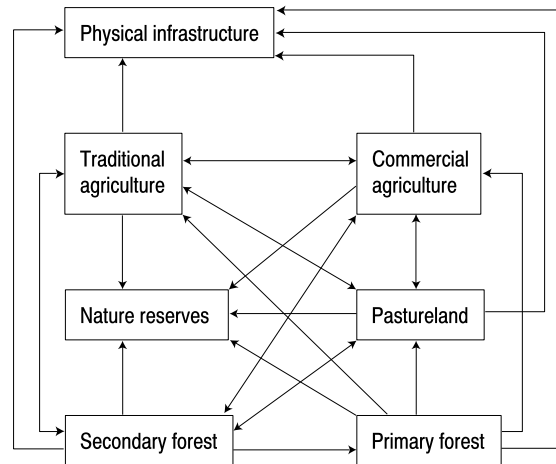 Physical infrastructure
Traditional
agriculture
Commercial
agriculture
Nature reserves
Pastureland
Secondary forest
Primary forest